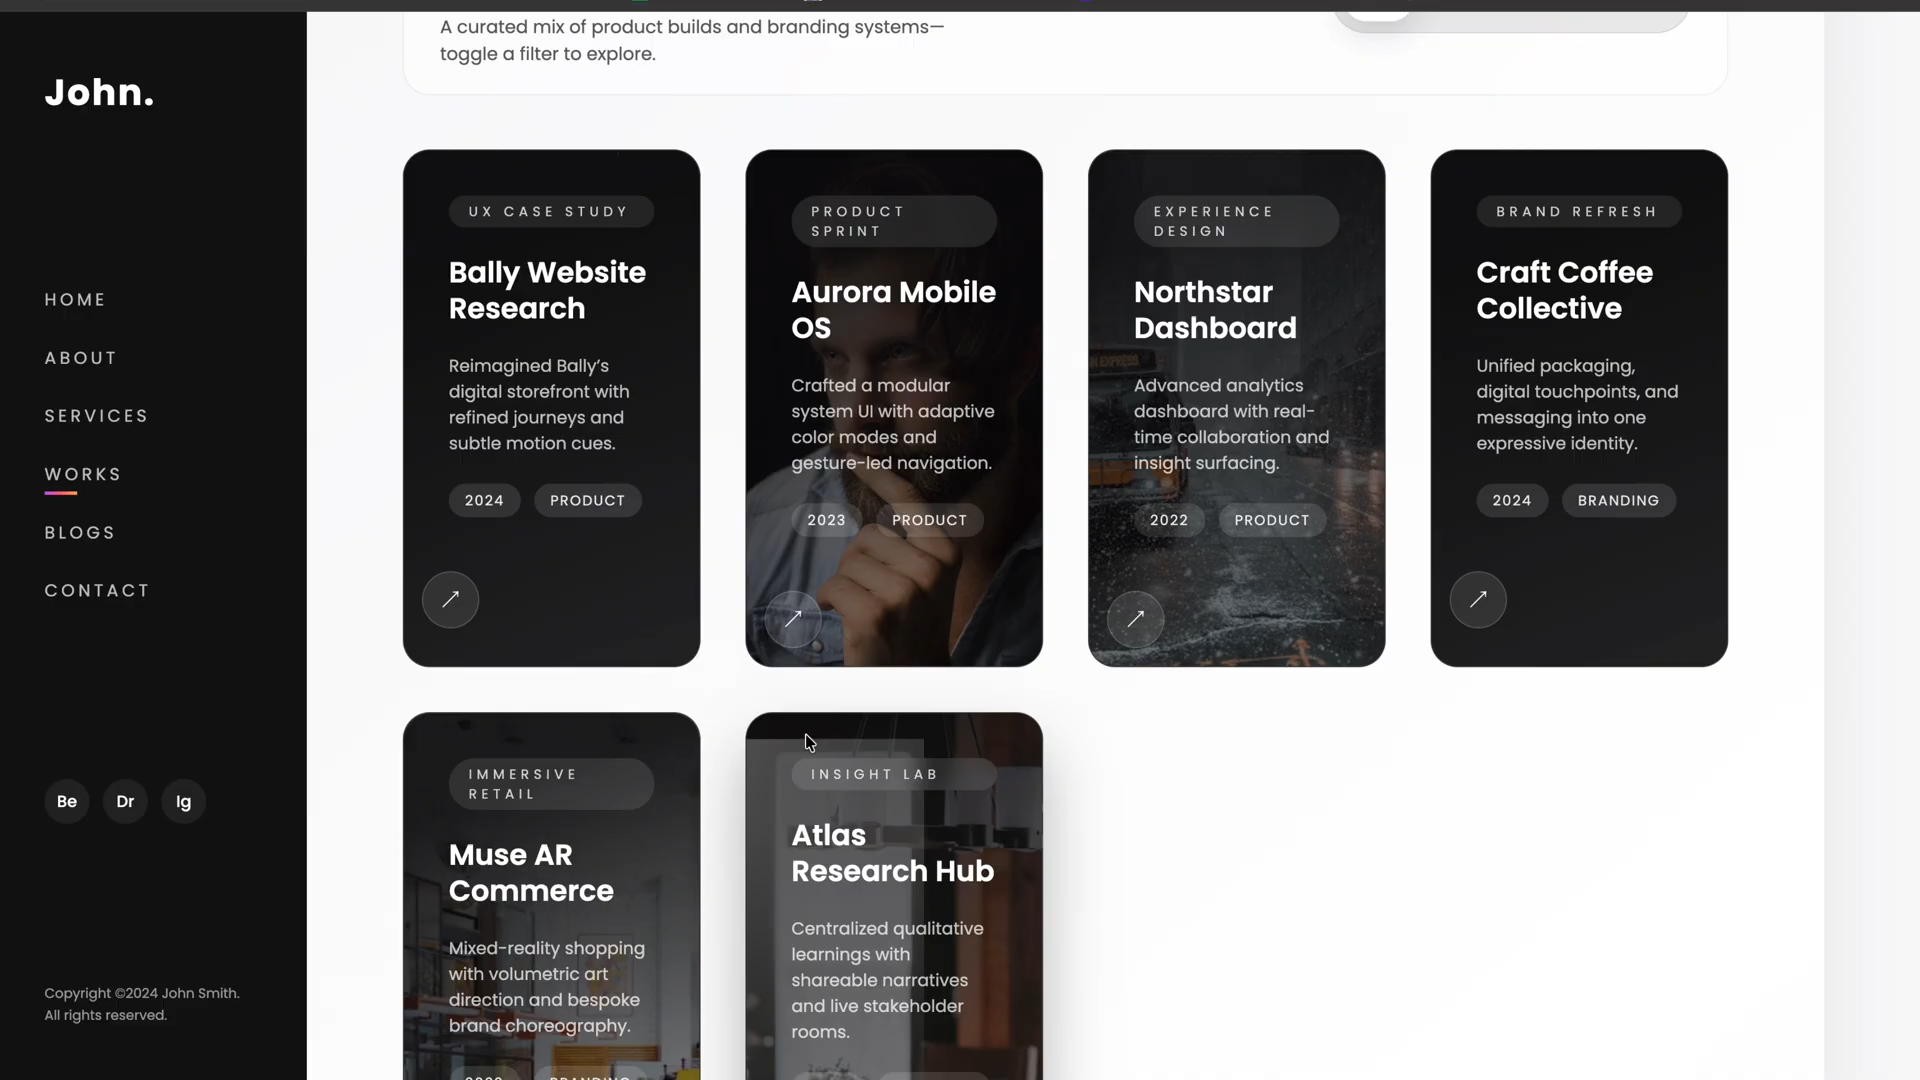 John.
HOME
ABOUT
SERVICES
WORKS
BLOGS
CONTACT
Be Dr Ig
Copyright ©2024 John Smith.
All rights reserved.
A curated mix of product builds and branding systems—
toggle a filter to explore.
UX CASE STUDY
Bally Website
Research
Reimagined Bally’s
digital storefront with
refined journeys and
subtle motion cues.
2024 PRODUCT
PRODUCT
SPRINT
Aurora Mobile
OS
Crafted a modular
system UI with adaptive
color modes and
gesture-led navigation.
2023 PRODUCT
EXPERIENCE
DESIGN
Northstar
Dashboard
Advanced analytics
dashboard with real-
time collaboration and
insight surfacing.
2022 PRODUCT
BRAND REFRESH
Craft Coffee
Collective
Unified packaging,
digital touchpoints, and
messaging into one
expressive identity.
2024 BRANDING
IMMERSIVE
RETAIL
Muse AR
Commerce
Mixed-reality shopping
with volumetric art
direction and bespoke
brand choreography.
BRANDING
INSIGHT LAB
Atlas
Research Hub
Centralized qualitative
learnings with
shareable narratives
and live stakeholder
rooms.